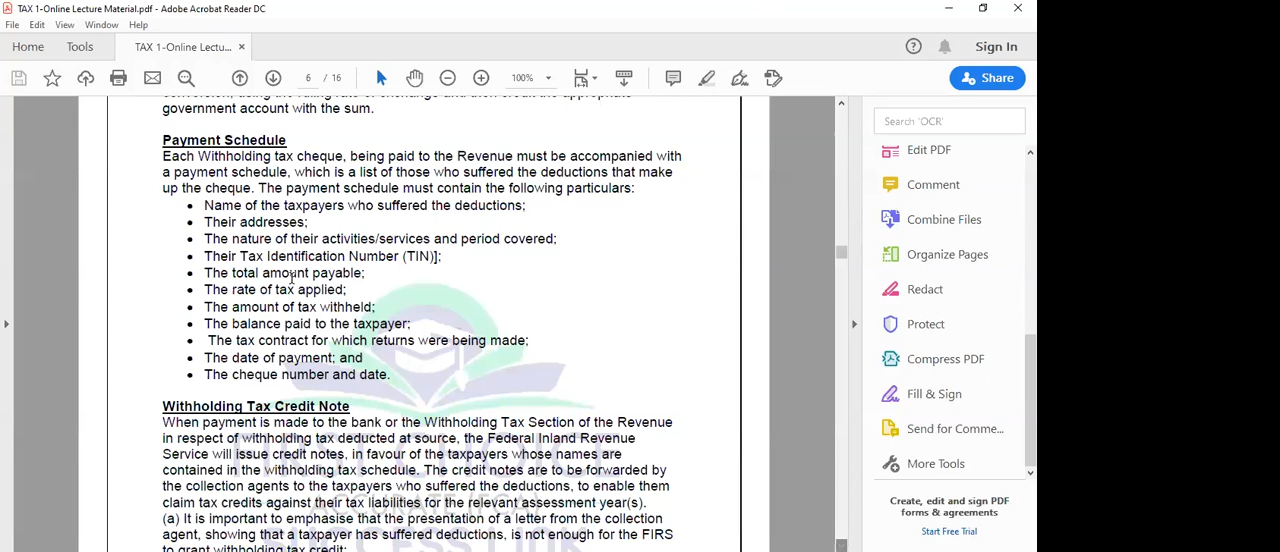 TAX 1-Online Lecture Material.pdf - Adobe Acrobat Reader DC
File Edit View Window Help
Home Tools TAX 1-Online Lectu... × Sign In
6 / 16 100% Share
government account with the sum.
Payment Schedule
Each Withholding tax cheque, being paid to the Revenue must be accompanied with
a payment schedule, which is a list of those who suffered the deductions that make
up the cheque. The payment schedule must contain the following particulars:
• Name of the taxpayers who suffered the deductions;
• Their addresses;
• The nature of their activities/services and period covered;
• Their Tax Identification Number (TIN)];
• The total amount payable;
• The rate of tax applied;
• The amount of tax withheld;
• The balance paid to the taxpayer;
• The tax contract for which returns were being made;
• The date of payment; and
• The cheque number and date.
Withholding Tax Credit Note
When payment is made to the bank or the Withholding Tax Section of the Revenue
in respect of withholding tax deducted at source, the Federal Inland Revenue
Service will issue credit notes, in favour of the taxpayers whose names are
contained in the withholding tax schedule. The credit notes are to be forwarded by
the collection agents to the taxpayers who suffered the deductions, to enable them
claim tax credits against their tax liabilities for the relevant assessment year(s).
(a) It is important to emphasise that the presentation of a letter from the collection
agent, showing that a taxpayer has suffered deductions, is not enough for the FIRS
to grant withholding tax credit;
FIRST CHOICE
ACCURATE (FCA)
SUCCESS LINK
Search 'OCR'
Edit PDF
Comment
Combine Files
Organize Pages
Redact
Protect
Compress PDF
Fill & Sign
Send for Comme...
More Tools
Create, edit and sign PDF
forms & agreements
Start Free Trial